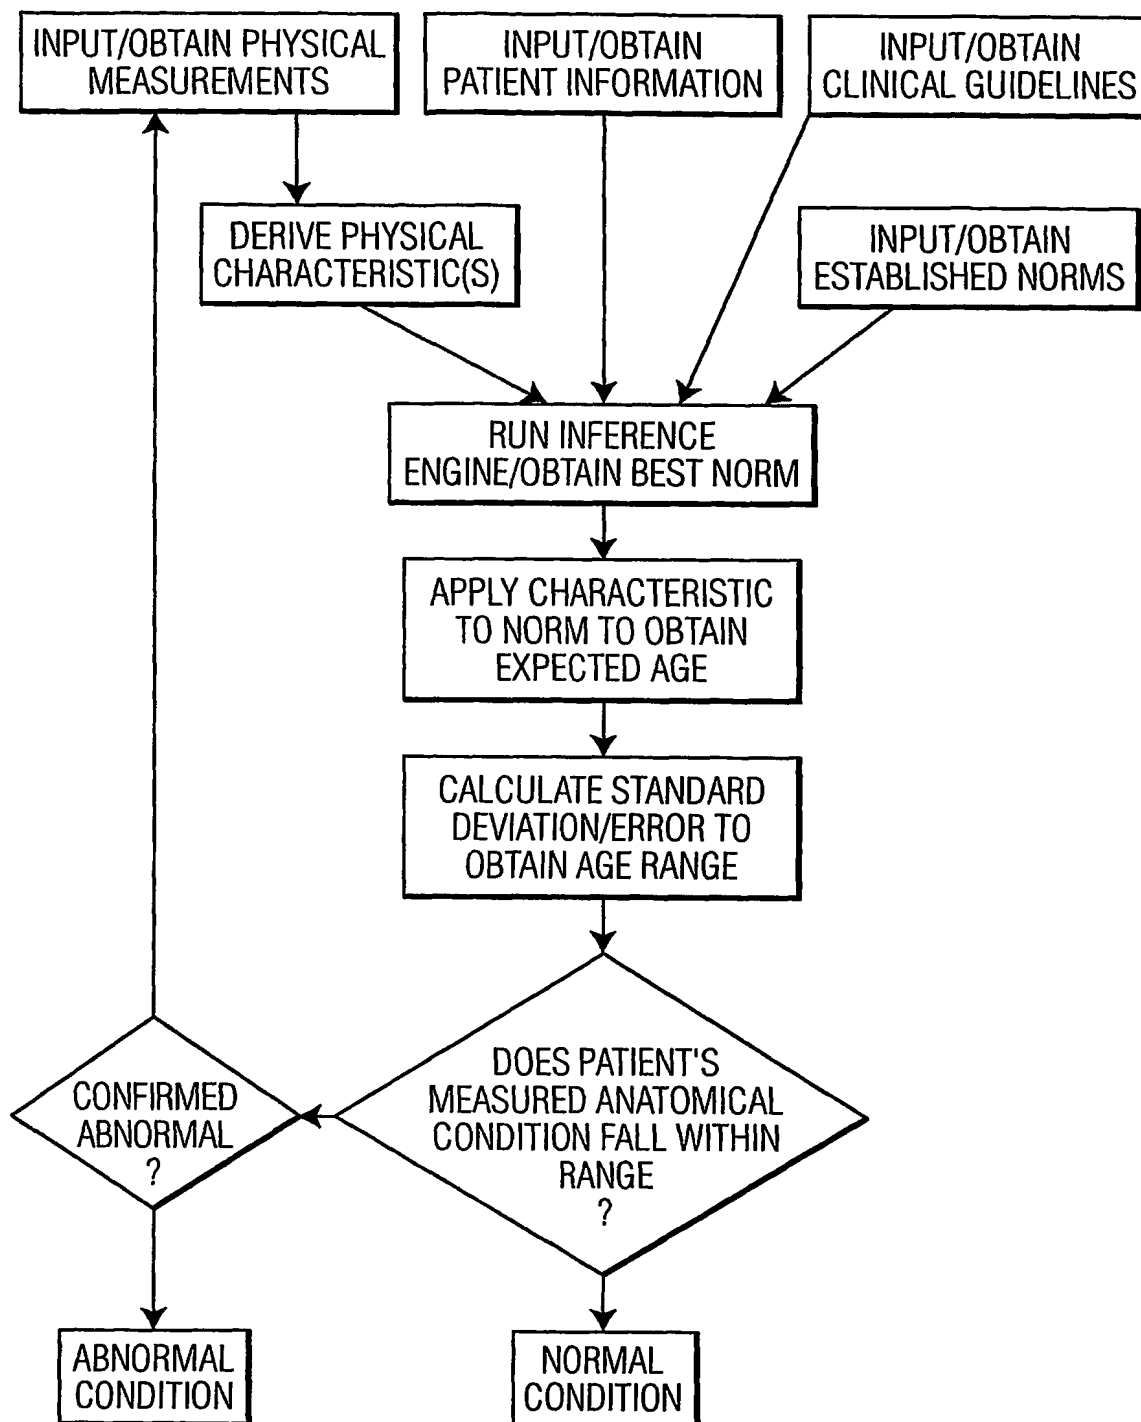 INPUT/OBTAIN PHYSICAL
MEASUREMENTS
INPUT/OBTAIN
PATIENT INFORMATION
INPUT/OBTAIN
CLINICAL GUIDELINES
DERIVE PHYSICAL
CHARACTERISTIC(S)
INPUT/OBTAIN
ESTABLISHED NORMS
RUN INFERENCE
ENGINE/OBTAIN BEST NORM
APPLY CHARACTERISTIC
TO NORM TO OBTAIN
EXPECTED AGE
CALCULATE STANDARD
DEVIATION/ERROR TO
OBTAIN AGE RANGE
DOES PATIENT'S
MEASURED ANATOMICAL
CONDITION FALL WITHIN
RANGE
?
CONFIRMED
ABNORMAL
?
ABNORMAL
CONDITION
NORMAL
CONDITION